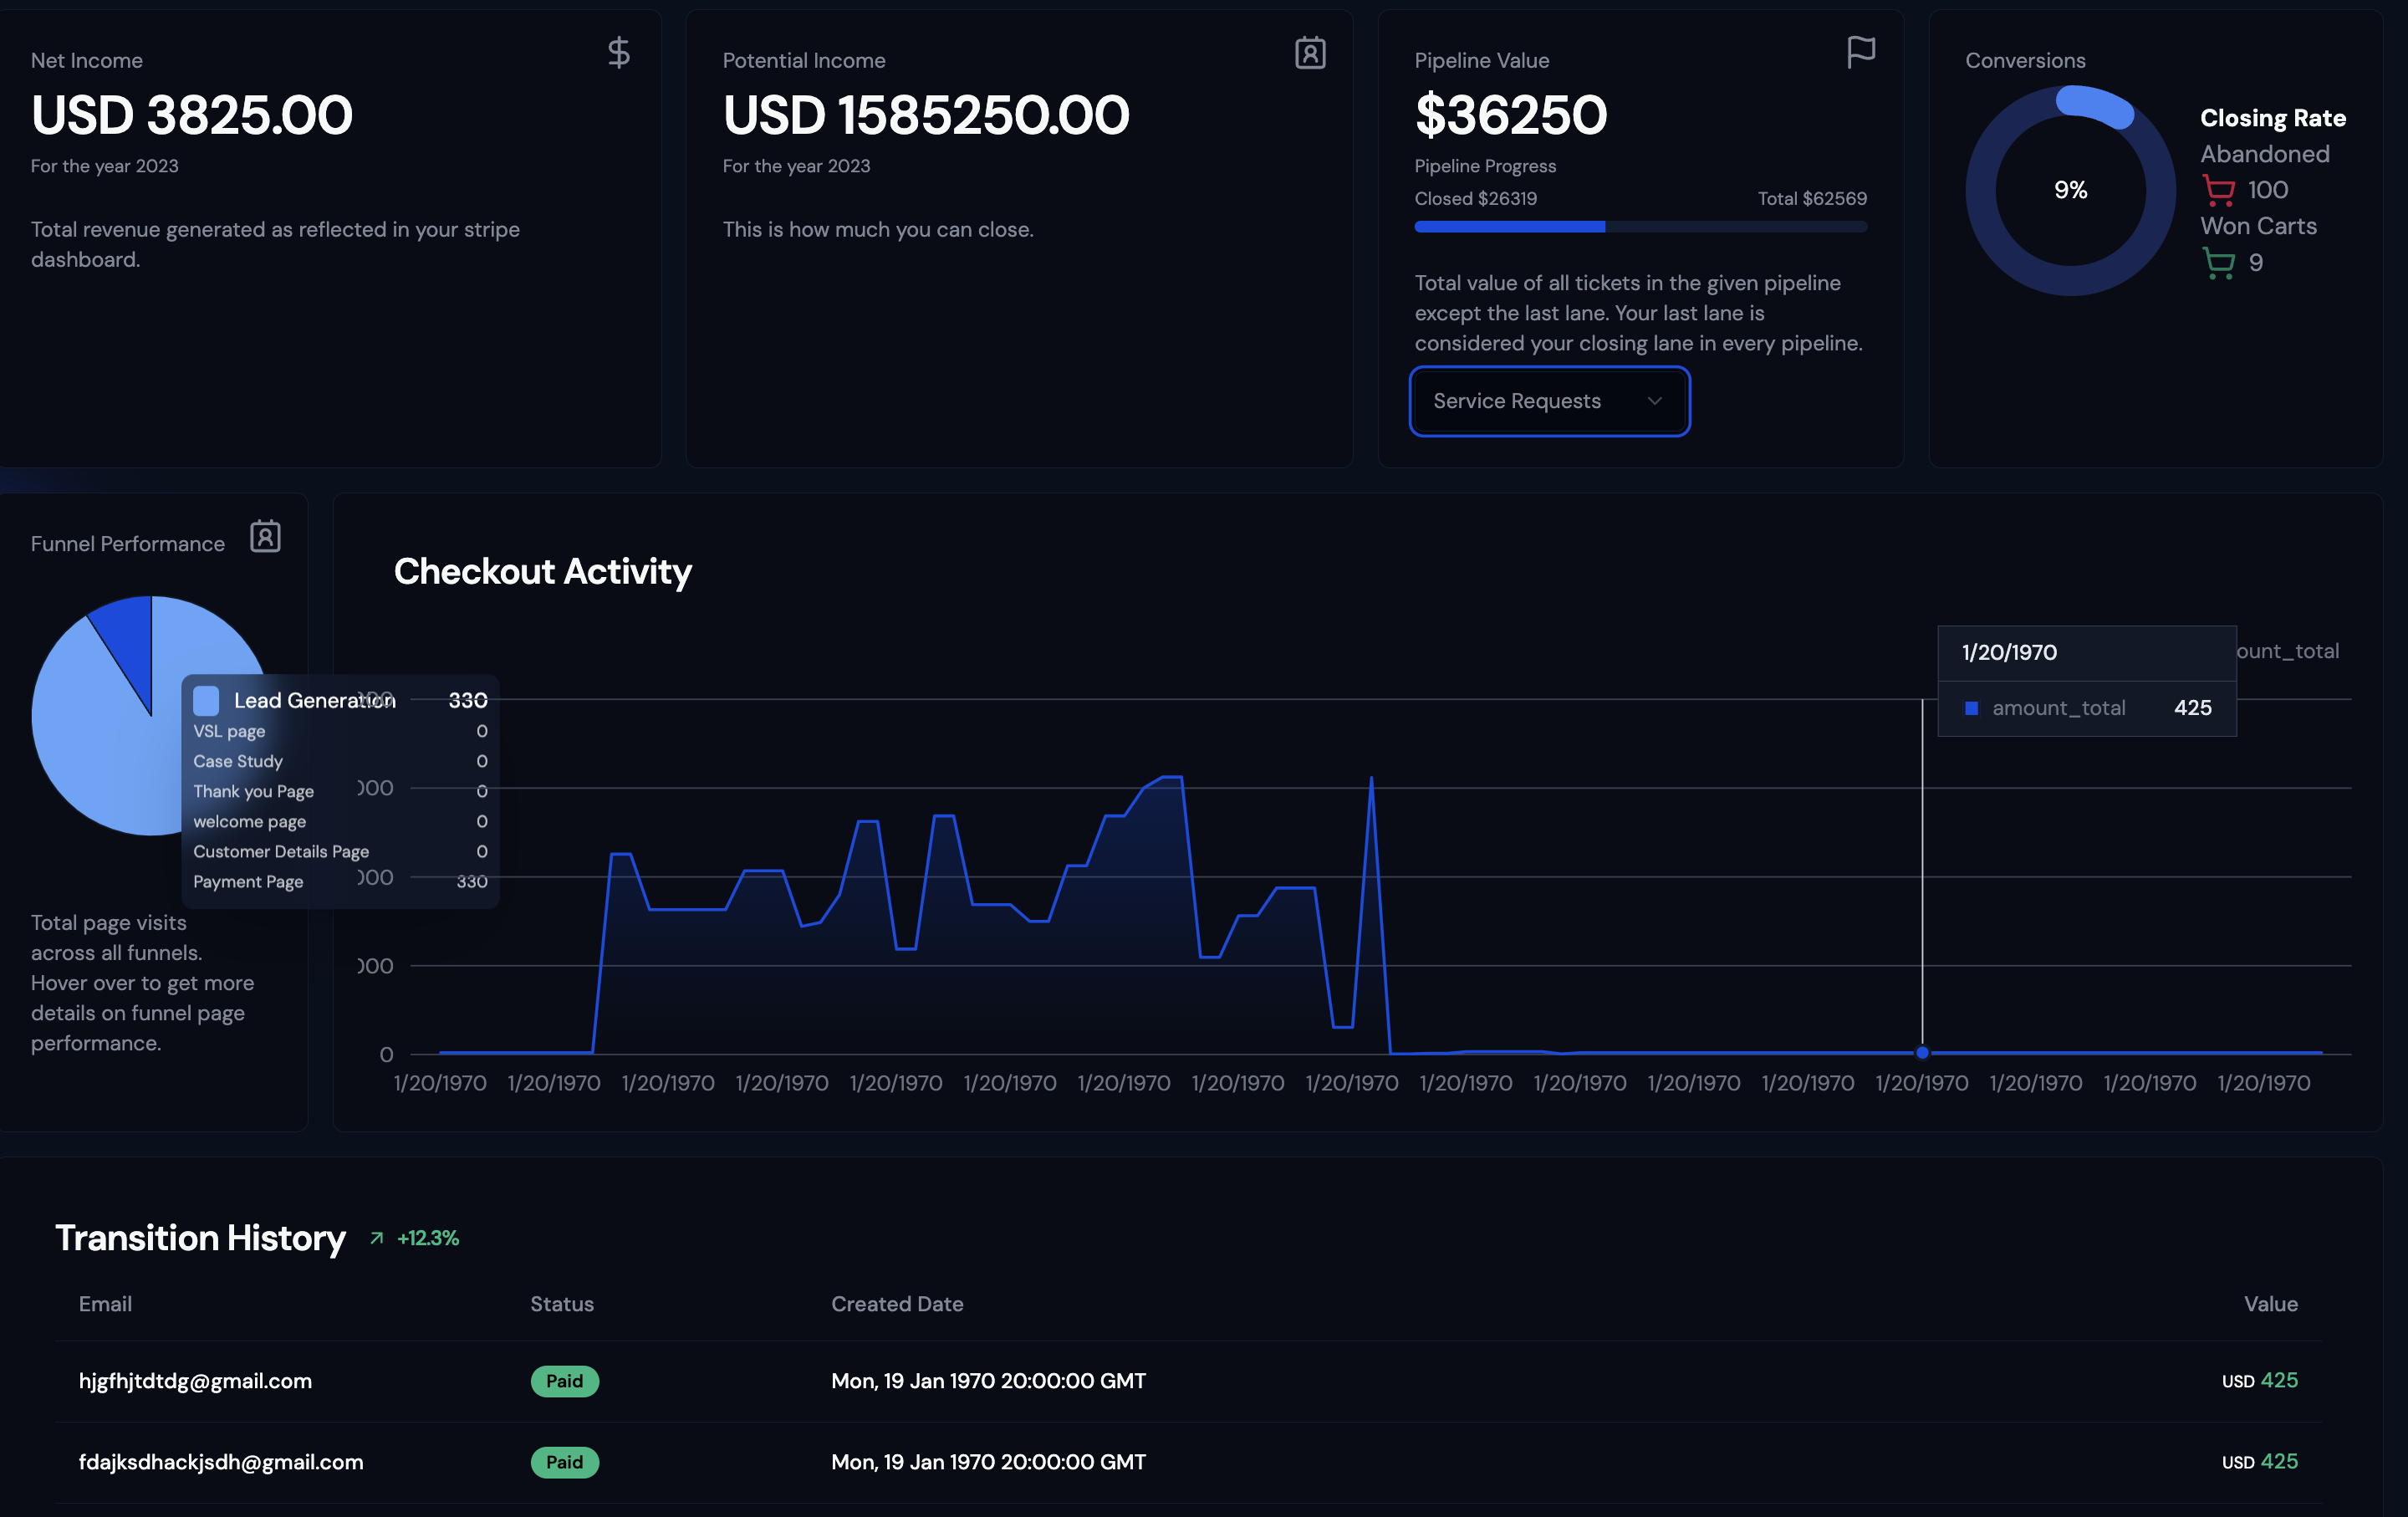 Net Income
USD 3825.00
For the year 2023
Total revenue generated as reflected in your stripe
dashboard.
Potential Income
USD 1585250.00
For the year 2023
This is how much you can close.
Pipeline Value
$36250
Pipeline Progress
Closed $26319 Total $62569
Total value of all tickets in the given pipeline
except the last lane. Your last lane is
considered your closing lane in every pipeline.
Service Requests
Conversions
9%
Closing Rate
Abandoned
100
Won Carts
9
Funnel Performance
Lead Generation 330
VSL page 0
Case Study 0
Thank you Page 0
welcome page 0
Customer Details Page 0
Payment Page 330
Total page visits
across all funnels.
Hover over to get more
details on funnel page
performance.
Checkout Activity
1/20/1970
amount_total 425
ount_total
000
000
000
0
1/20/1970 1/20/1970 1/20/1970 1/20/1970 1/20/1970 1/20/1970 1/20/1970 1/20/1970 1/20/1970 1/20/1970 1/20/1970 1/20/1970 1/20/1970 1/20/1970 1/20/1970 1/20/1970 1/20/1970
Transition History +12.3%
Email Status Created Date Value
hjgfhjtdtdg@gmail.com Paid Mon, 19 Jan 1970 20:00:00 GMT USD 425
fdajksdhackjsdh@gmail.com Paid Mon, 19 Jan 1970 20:00:00 GMT USD 425